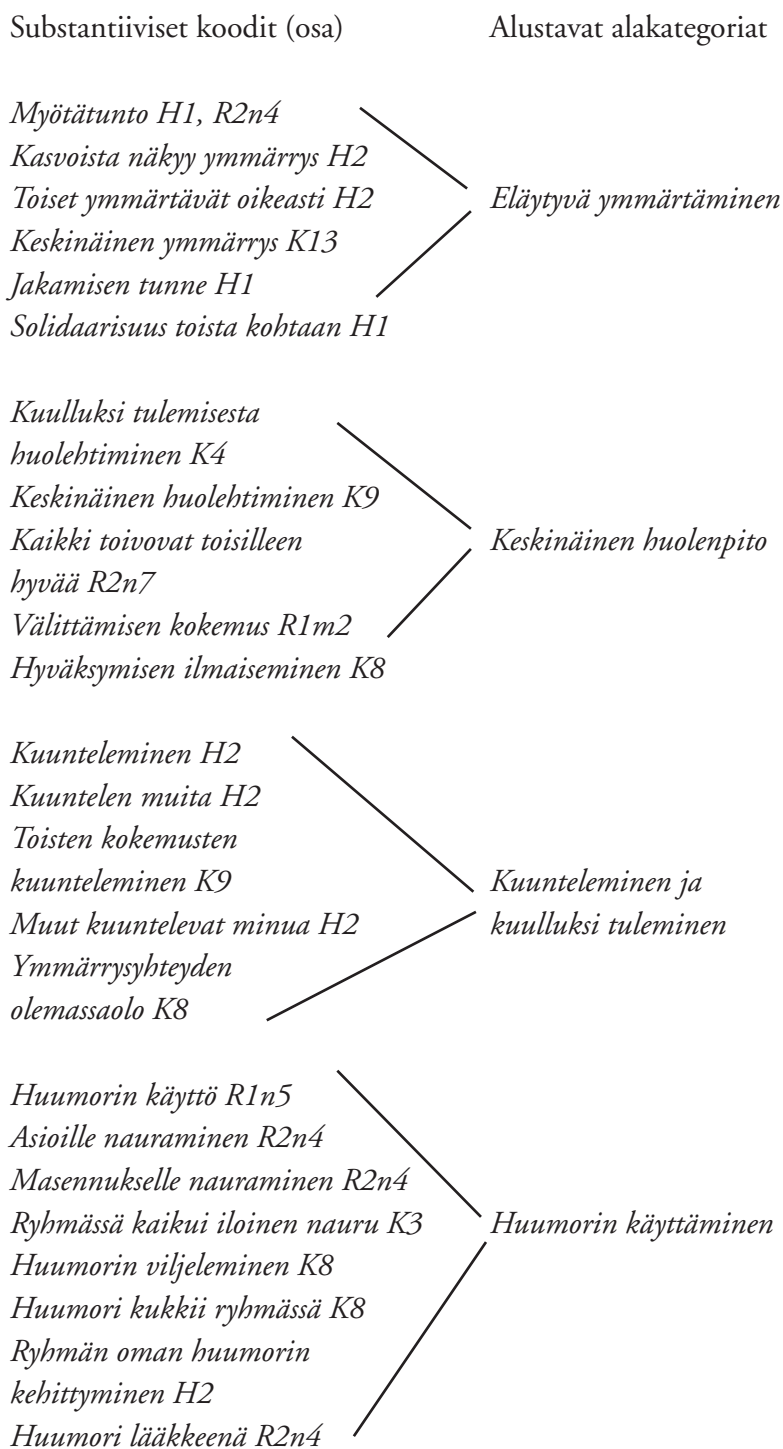 Substantiiviset koodit (osa) Alustavat alakategoriat
Myötätunto H1, R2n4
Kasvoista näkyy ymmärrys H2
Toiset ymmärtävät oikeasti H2 Eläytyvä ymmärtäminen
Keskinäinen ymmärrys K13
Jakamisen tunne H1
Solidaarisuus toista kohtaan H1
Kuulluksi tulemisesta
huolehtiminen K4
Keskinäinen huolehtiminen K9
Kaikki toivovat toisilleen Keskinäinen huolenpito
hyvää R2n7
Välittämisen kokemus R1m2
Hyväksymisen ilmaiseminen K8
Kuunteleminen H2
Kuuntelen muita H2
Toisten kokemusten
kuunteleminen K9 Kuunteleminen ja
Muut kuuntelevat minua H2 kuulluksi tuleminen
Ymmärrysyhteyden
olemassaolo K8
Huumorin käyttö R1n5
Asioille nauraminen R2n4
Masennukselle nauraminen R2n4
Ryhmässä kaikui iloinen nauru K3 Huumorin käyttäminen
Huumorin viljeleminen K8
Huumori kukkii ryhmässä K8
Ryhmän oman huumorin
kehittyminen H2
Huumori lääkkeenä R2n4